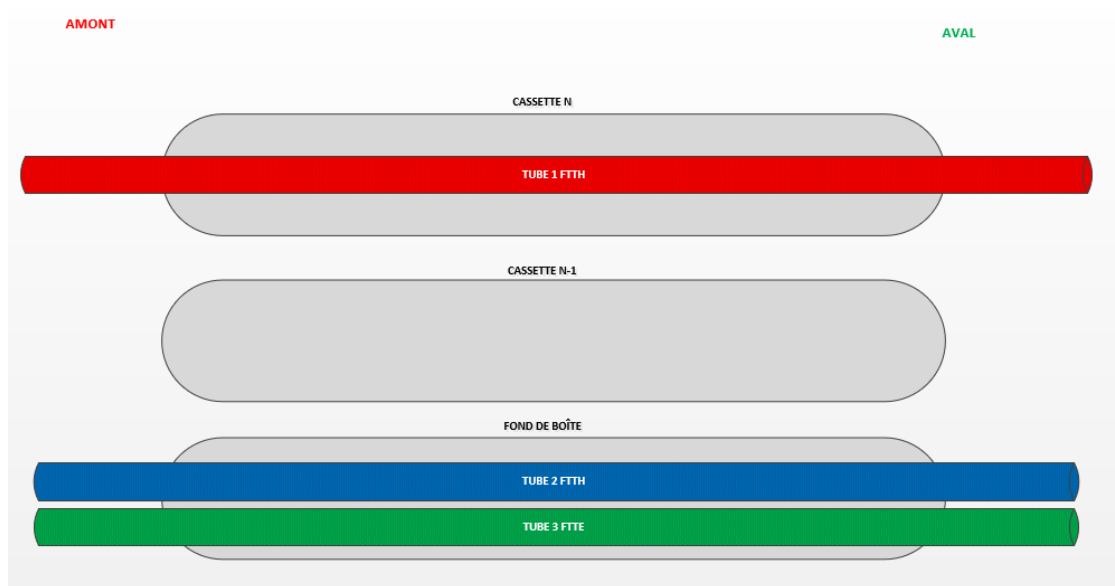 AMONT
AVAL
CASSETTE N
TUBE 1 FTTH
CASSETTE N-1
FOND DE BOÎTE
TUBE 2 FTTH
TUBE 3 FTTE